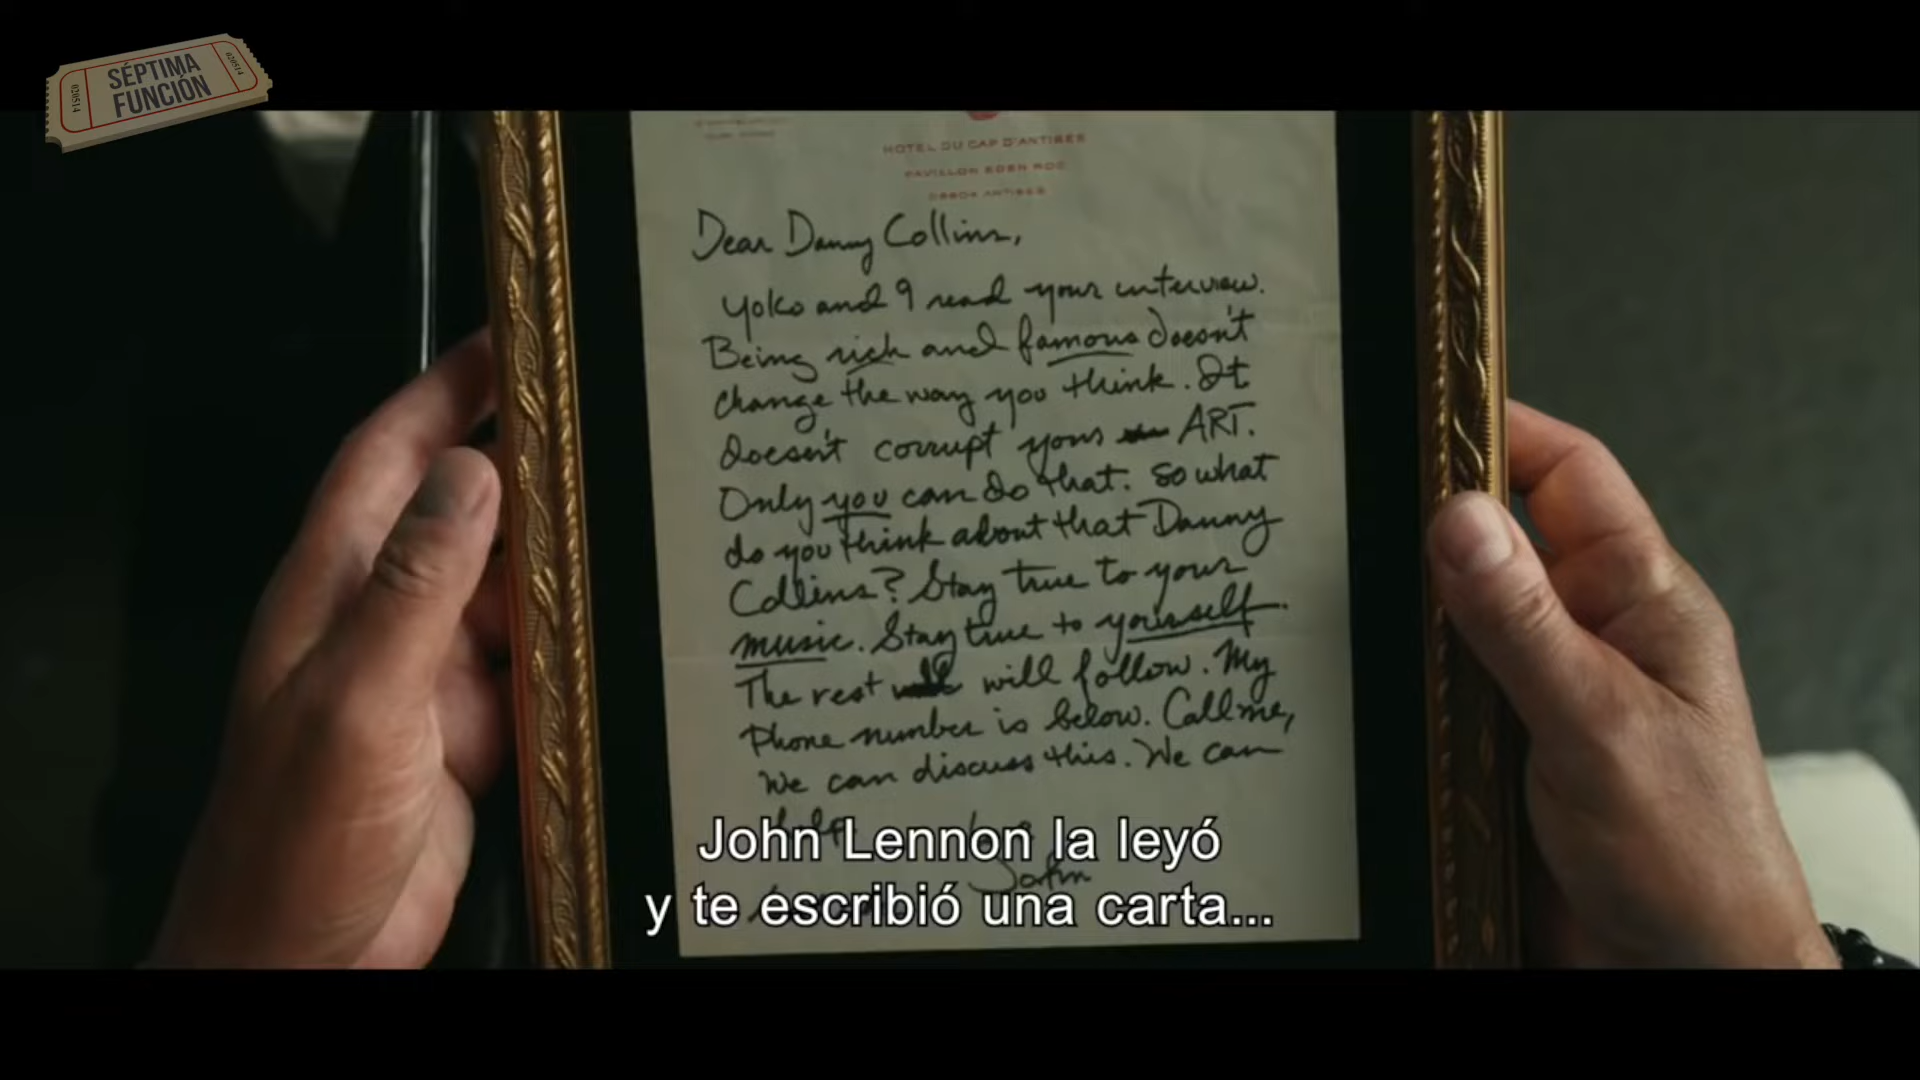 SÉPTIMA
FUNCIÓN
020514
020514
HOTEL DU CAP D'ANTIBES
PAVILLON EDEN ROC
Dear Danny Collins,
Yoko and I read your interview.
Being rich and famous doesn't
change the way you think. It
doesn't corrupt your ART.
Only you can do that. So what
do you think about that Danny
Collins? Stay true to your
music. Stay true to yourself.
The rest will follow. My
Phone number is below. Call me,
We can discuss this. We can
help
John
John Lennon la leyó
y te escribió una carta...